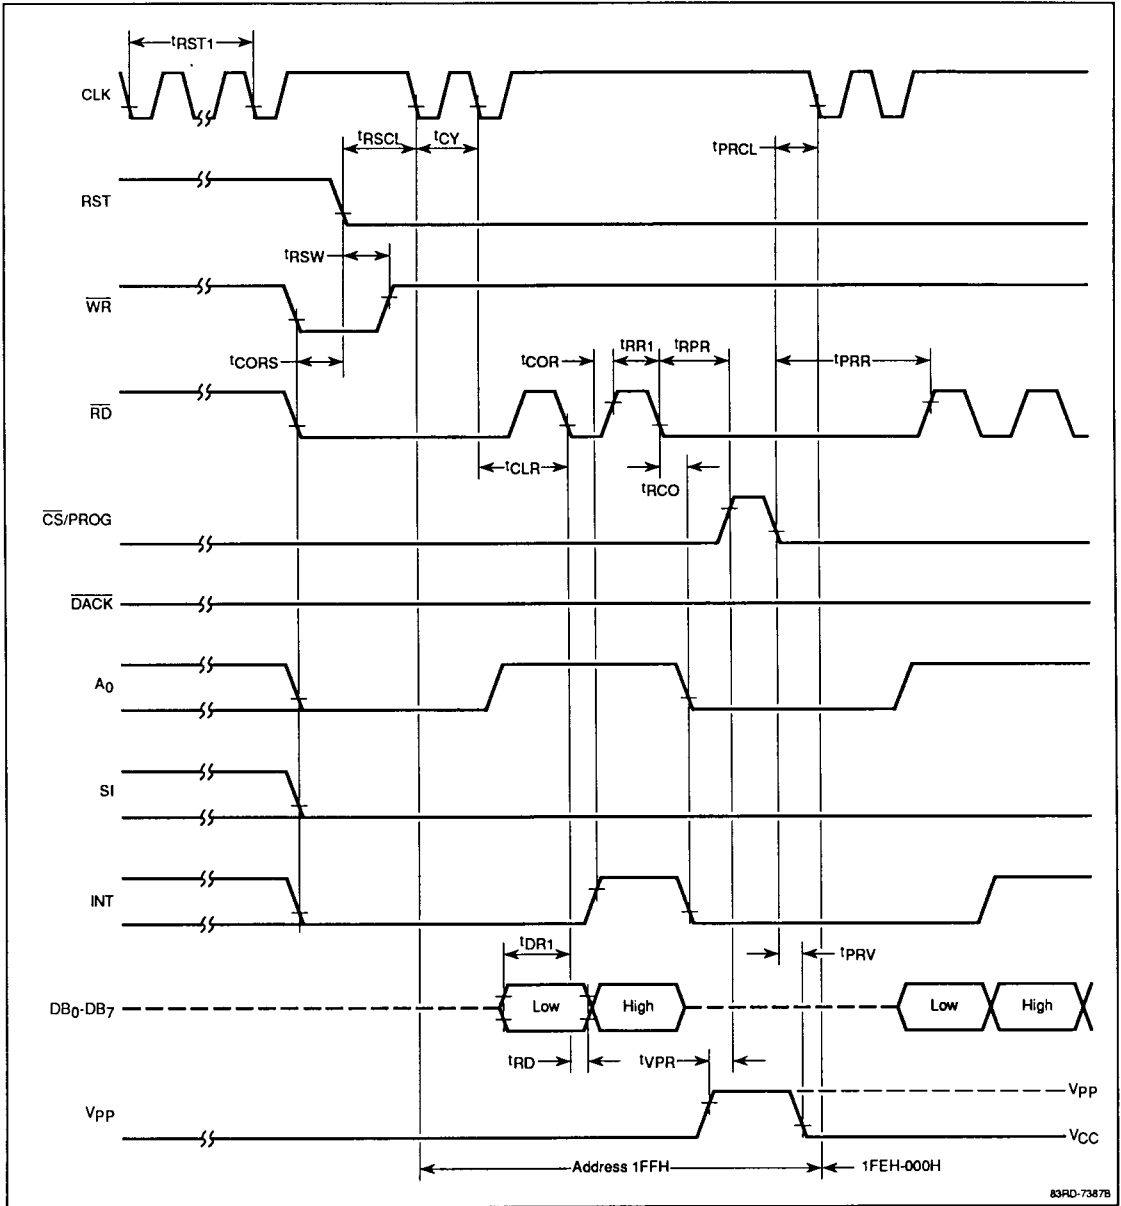 tRST1
CLK
tRSCL tCY tPRCL
RST
tRSW
WR
tCORS tCOR tRR1 tRPR tPRR
RD
tCLR tRCO
CS/PROG
DACK
A0
SI
INT
tDR1 tPRV
DB0-DB7 Low High Low High
tRD tVPR
VPP VPP
VCC
Address 1FFH 1FEH-000H
83RD-7387B